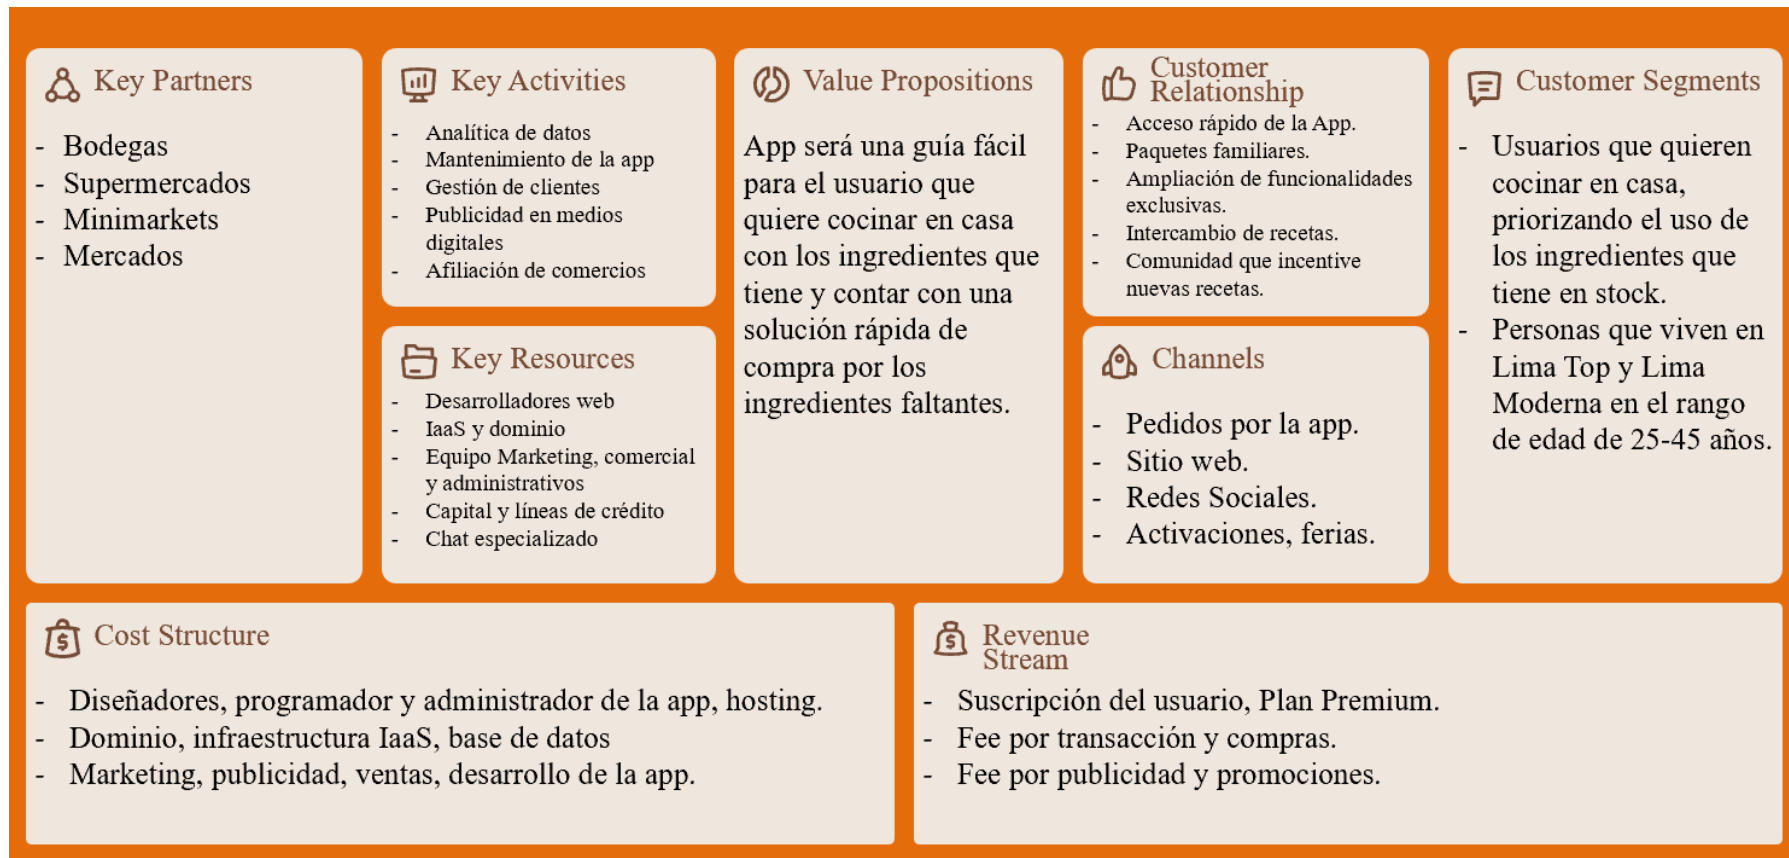 Key Partners
- Bodegas
- Supermercados
- Minimarkets
- Mercados
Key Activities
- Analítica de datos
- Mantenimiento de la app
- Gestión de clientes
- Publicidad en medios
digitales
- Afiliación de comercios
Key Resources
- Desarrolladores web
- IaaS y dominio
- Equipo Marketing, comercial
y administrativos
- Capital y líneas de crédito
- Chat especializado
Value Propositions
App será una guía fácil
para el usuario que
quiere cocinar en casa
con los ingredientes que
tiene y contar con una
solución rápida de
compra por los
ingredientes faltantes.
Customer
Relationship
- Acceso rápido de la App.
- Paquetes familiares.
- Ampliación de funcionalidades
exclusivas.
- Intercambio de recetas.
- Comunidad que incentive
nuevas recetas.
Channels
- Pedidos por la app.
- Sitio web.
- Redes Sociales.
- Activaciones, ferias.
Customer Segments
- Usuarios que quieren
cocinar en casa,
priorizando el uso de
los ingredientes que
tiene en stock.
- Personas que viven en
Lima Top y Lima
Moderna en el rango
de edad de 25-45 años.
Cost Structure
- Diseñadores, programador y administrador de la app, hosting.
- Dominio, infraestructura IaaS, base de datos
- Marketing, publicidad, ventas, desarrollo de la app.
Revenue
Stream
- Suscripción del usuario, Plan Premium.
- Fee por transacción y compras.
- Fee por publicidad y promociones.